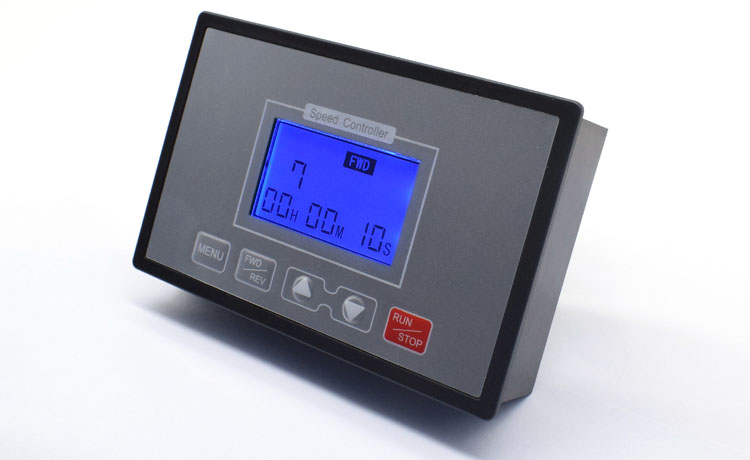 Speed Controller
FWD
7
00H 00M 10S
MENU
FWD/REV
RUN/STOP